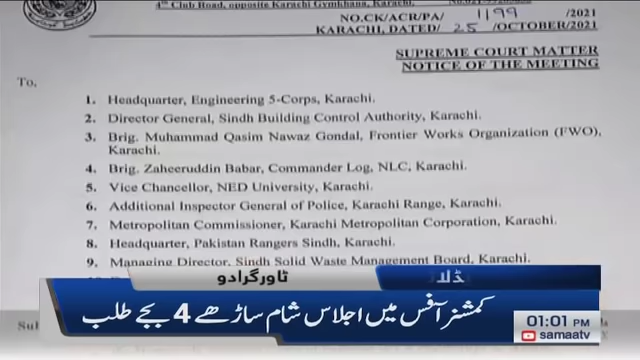 4th Club Road, opposite Karachi Gymkhana, Karachi.
NO.CK/ACR/PA/ 1199 /2021
KARACHI, DATED/ 25 /OCTOBER/2021
SUPREME COURT MATTER
NOTICE OF THE MEETING
To,
1. Headquarter, Engineering 5-Corps, Karachi.
2. Director General, Sindh Building Control Authority, Karachi.
3. Brig. Muhammad Qasim Nawaz Gondal, Frontier Works Organization (FWO),
Karachi.
4. Brig. Zaheeruddin Babar, Commander Log, NLC, Karachi.
5. Vice Chancellor, NED University, Karachi.
6. Additional Inspector General of Police, Karachi Range, Karachi.
7. Metropolitan Commissioner, Karachi Metropolitan Corporation, Karachi.
8. Headquarter, Pakistan Rangers Sindh, Karachi.
9. Managing Director, Sindh Solid Waste Management Board, Karachi.
ٹاور گرادو
کمشنر آفس میں اجلاس شام ساڑھے 4 بجے طلب
01:01 PM
samaatv